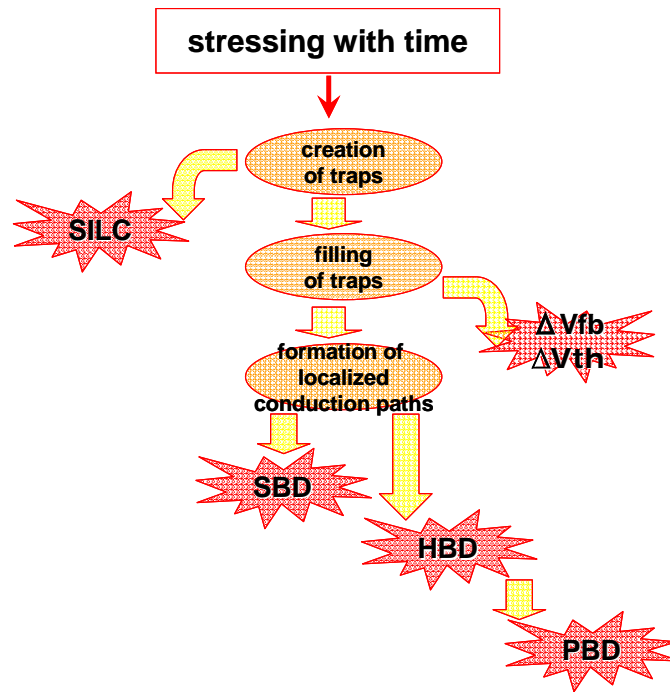 stressing with time
creation
of traps
SILC
filling
of traps
Δ Vfb
ΔVth
formation of
localized
conduction paths
SBD
HBD
PBD